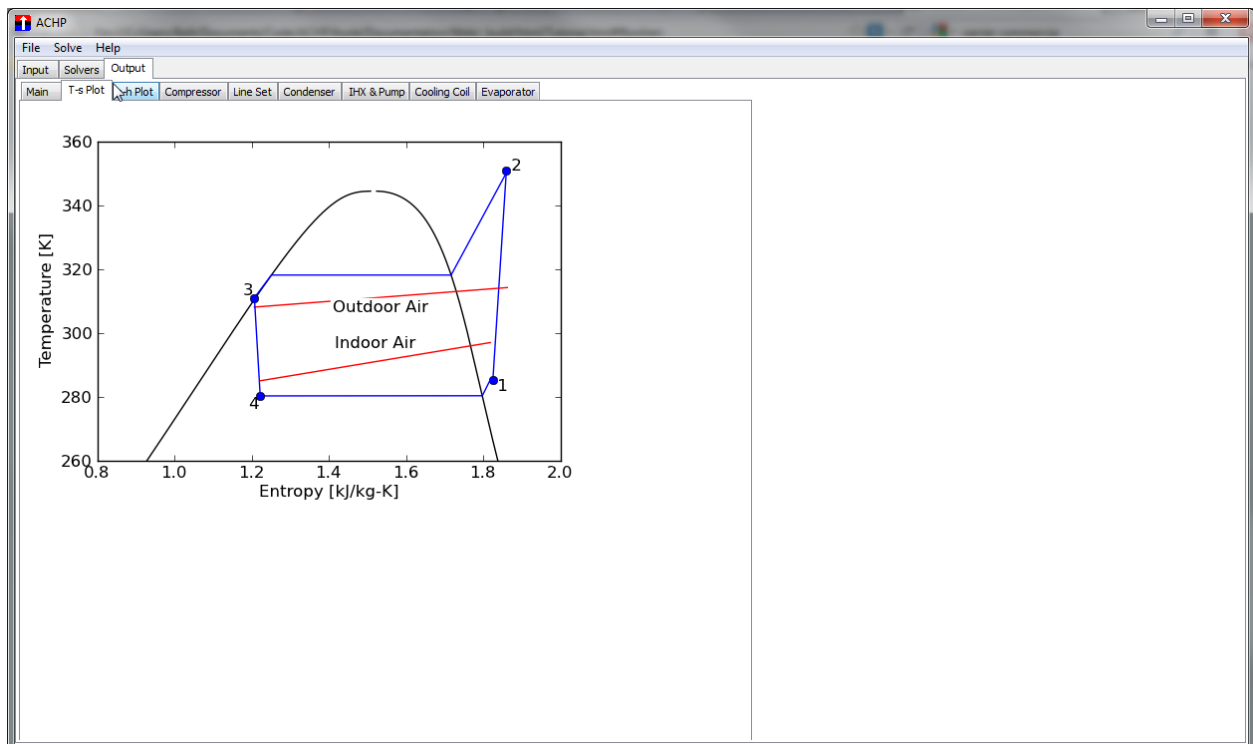 ACHP
File Solve Help
Input Solvers Output
Main T-s Plot -h Plot Compressor Line Set Condenser IHX & Pump Cooling Coil Evaporator
360
340
320
300
280
260
Temperature [K]
2
3
Outdoor Air
Indoor Air
1
4
0.8 1.0 1.2 1.4 1.6 1.8 2.0
Entropy [kJ/kg-K]